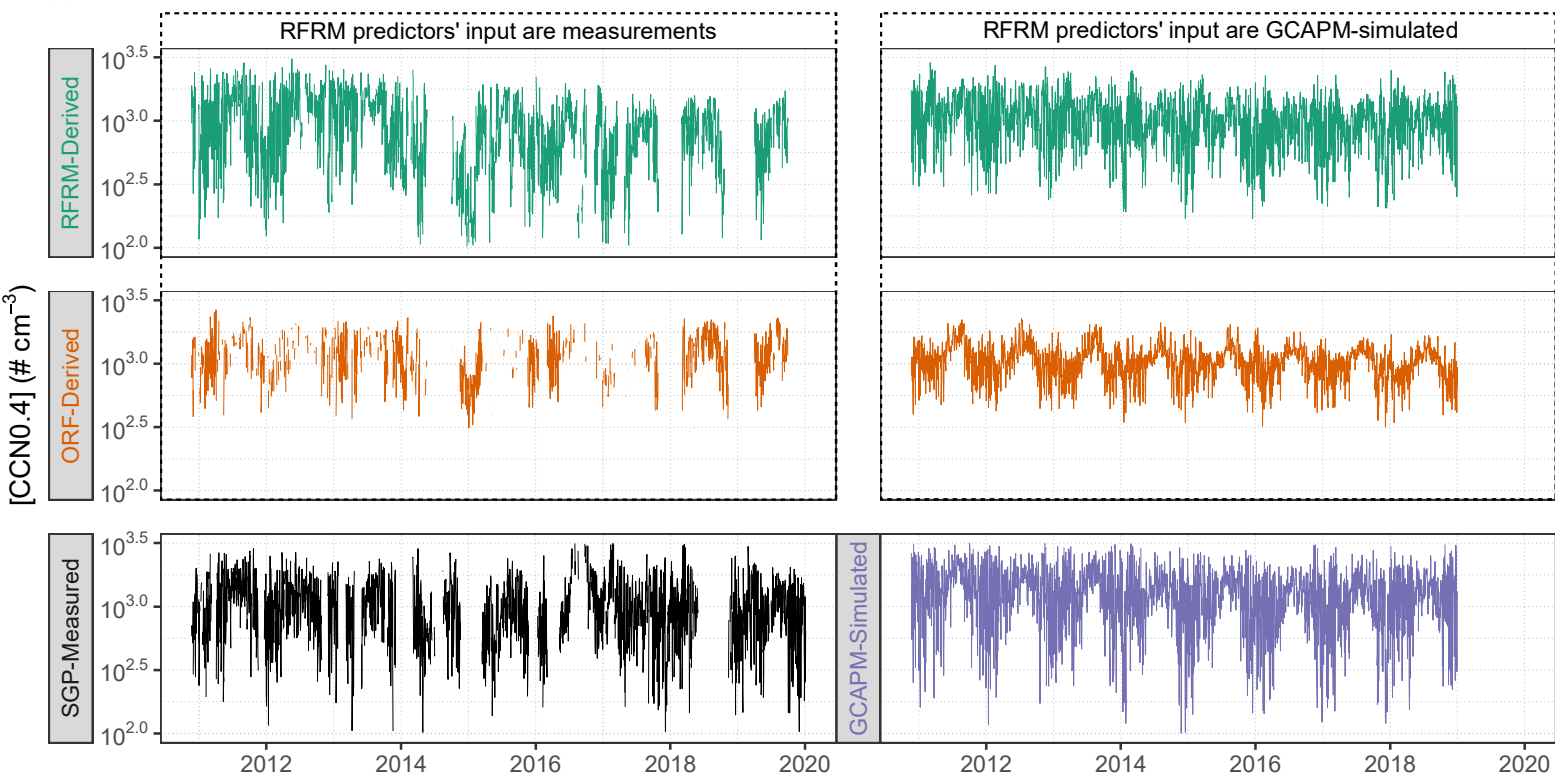 RFRM predictors' input are measurements
RFRM predictors' input are GCAPM-simulated
[CCN0.4] (# cm⁻³)
RFRM-Derived
10^3.5
10^3.0
10^2.5
10^2.0
ORF-Derived
10^3.5
10^3.0
10^2.5
10^2.0
SGP-Measured
10^3.5
10^3.0
10^2.5
10^2.0
GCAPM-Simulated
2012 2014 2016 2018 2020
2012 2014 2016 2018 2020